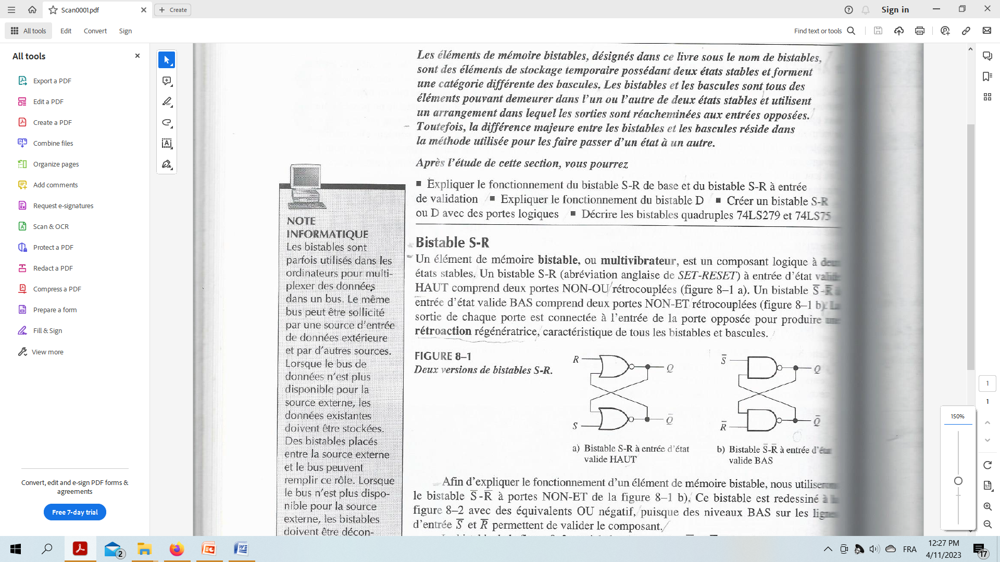 Scan0001.pdf
Create
Sign in
All tools
Edit
Convert
Sign
Find text or tools
All tools
Export a PDF
Edit a PDF
Create a PDF
Combine files
Organize pages
Add comments
Request e-signatures
Scan & OCR
Protect a PDF
Redact a PDF
Compress a PDF
Prepare a form
Fill & Sign
View more
Convert, edit and e-sign PDF forms &
agreements
Free 7-day trial
Les éléments de mémoire bistables, désignés dans ce livre sous le nom de bistables,
sont des éléments de stockage temporaire possédant deux états stables et forment
une catégorie différente des bascules. Les bistables et les bascules sont tous des
éléments pouvant demeurer dans l'un ou l'autre de deux états stables et utilisent
un arrangement dans lequel les sorties sont réacheminées aux entrées opposées.
Toutefois, la différence majeure entre les bistables et les bascules réside dans
la méthode utilisée pour les faire passer d'un état à un autre.
Après l'étude de cette section, vous pourrez
■ Expliquer le fonctionnement du bistable S-R de base et du bistable S-R à entrée
de validation ■ Expliquer le fonctionnement du bistable D ■ Créer un bistable S-R
ou D avec des portes logiques ■ Décrire les bistables quadruples 74LS279 et 74LS75
NOTE
INFORMATIQUE
Les bistables sont
parfois utilisés dans les
ordinateurs pour multi-
plexer des données
dans un bus. Le même
bus peut être sollicité
par une source d'entrée
de données extérieure
et par d'autres sources.
Lorsque le bus de
données n'est plus
disponible pour la
source externe, les
données existantes
doivent être stockées.
Des bistables placés
entre la source externe
et le bus peuvent
remplir ce rôle. Lorsque
le bus n'est plus dispo-
nible pour la source
externe, les bistables
doivent être décon-
Bistable S-R
Un élément de mémoire bistable, ou multivibrateur, est un composant logique à deux
états stables. Un bistable S-R (abréviation anglaise de SET-RESET) à entrée d'état valide
HAUT comprend deux portes NON-OU rétrocouplées (figure 8–1 a). Un bistable S̅-R̅ à
entrée d'état valide BAS comprend deux portes NON-ET rétrocouplées (figure 8–1 b). La
sortie de chaque porte est connectée à l'entrée de la porte opposée pour produire une
rétroaction régénératrice, caractéristique de tous les bistables et bascules.
FIGURE 8–1
Deux versions de bistables S-R.
R
Q
S
Q̅
a) Bistable S-R à entrée d'état
valide HAUT
S̅
Q
R̅
Q̅
b) Bistable S̅-R̅ à entrée d'état
valide BAS
Afin d'expliquer le fonctionnement d'un élément de mémoire bistable, nous utiliserons
le bistable S̅-R̅ à portes NON-ET de la figure 8–1 b). Ce bistable est redessiné à la
figure 8–2 avec des équivalents OU négatif, puisque des niveaux BAS sur les lignes
d'entrée S̅ et R̅ permettent de valider le composant.
1
1
150%
2
FRA
12:27 PM
4/11/2023
17